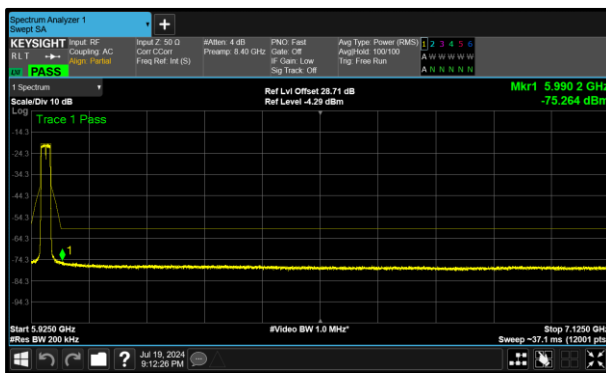 Spectrum Analyzer 1
Swept SA
KEYSIGHT
RLT
PASS
Input: RF
Coupling: AC
Align: Partial
Input Z: 50 Ω
Corr CCorr
Freq Ref: Int (S)
#Atten: 4 dB
Preamp: 8.40 GHz
PNO: Fast
Gate: Off
IF Gain: Low
Sig Track: Off
Avg Type: Power (RMS)
Avg|Hold: 100/100
Trig: Free Run
1 2 3 4 5 6
A W W W W W
A N N N N N
1 Spectrum
Scale/Div 10 dB
Ref Lvl Offset 28.71 dB
Ref Level -4.29 dBm
Mkr1 5.990 2 GHz
-75.264 dBm
Log
Trace 1 Pass
-14.3
-24.3
-34.3
-44.3
-54.3
-64.3
-74.3
-84.3
-94.3
1
Start 5.9250 GHz
#Res BW 200 kHz
#Video BW 1.0 MHz*
Stop 7.1250 GHz
Sweep ~37.1 ms (12001 pts)
?
Jul 19, 2024
9:12:26 PM